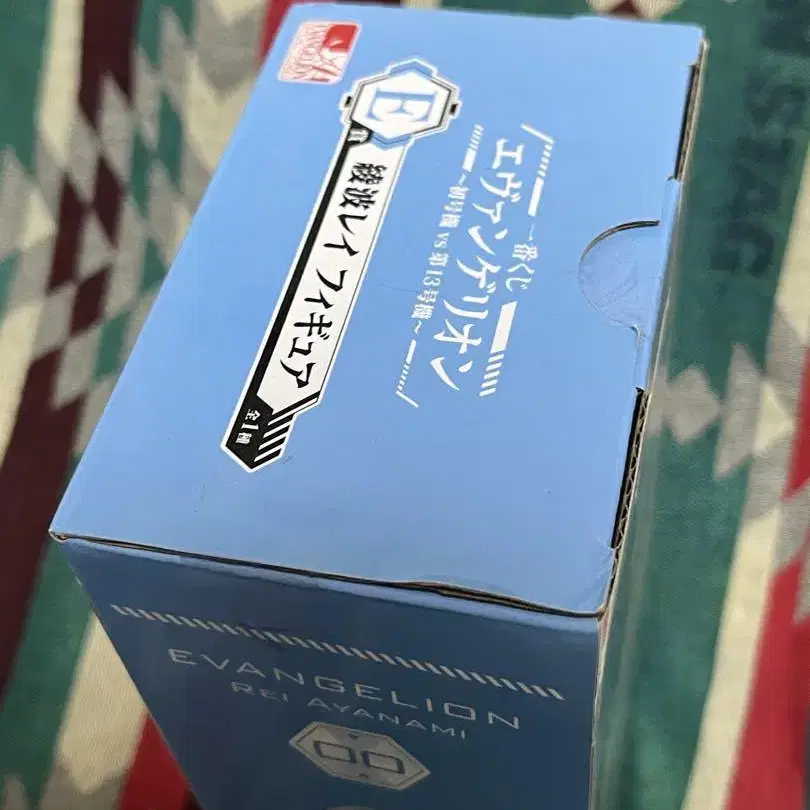 一番くじ
エヴァンゲリオン
~初号機 vs 第13号機~
E賞
綾波レイ フィギュア
全1種
EVANGELION
EVANGELION
REI AYANAMI
00